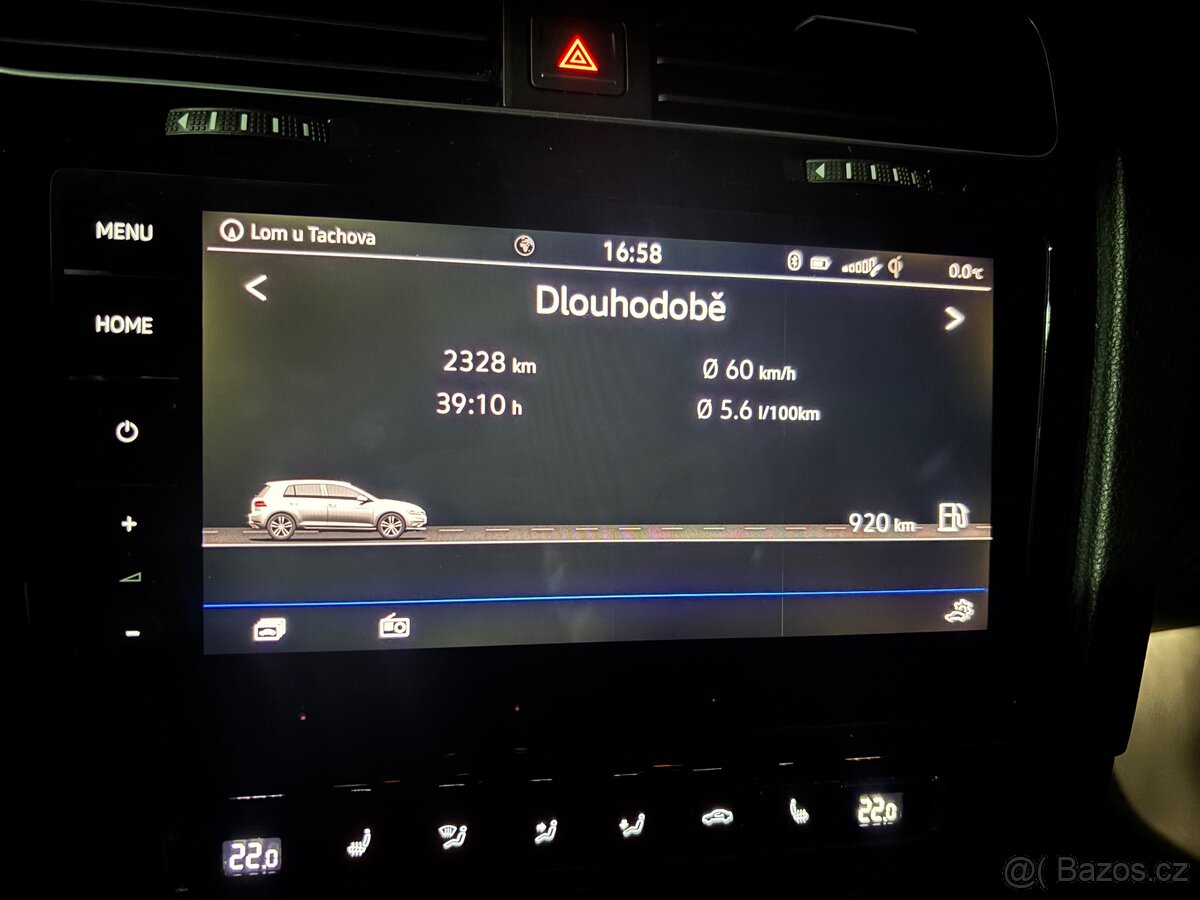 MENU
HOME
Lom u Tachova
16:58
0.0°C
Dlouhodobě
2328 km
Ø 60 km/h
39:10 h
Ø 5.6 l/100km
920 km
22.0
22.0
@( Bazos.cz